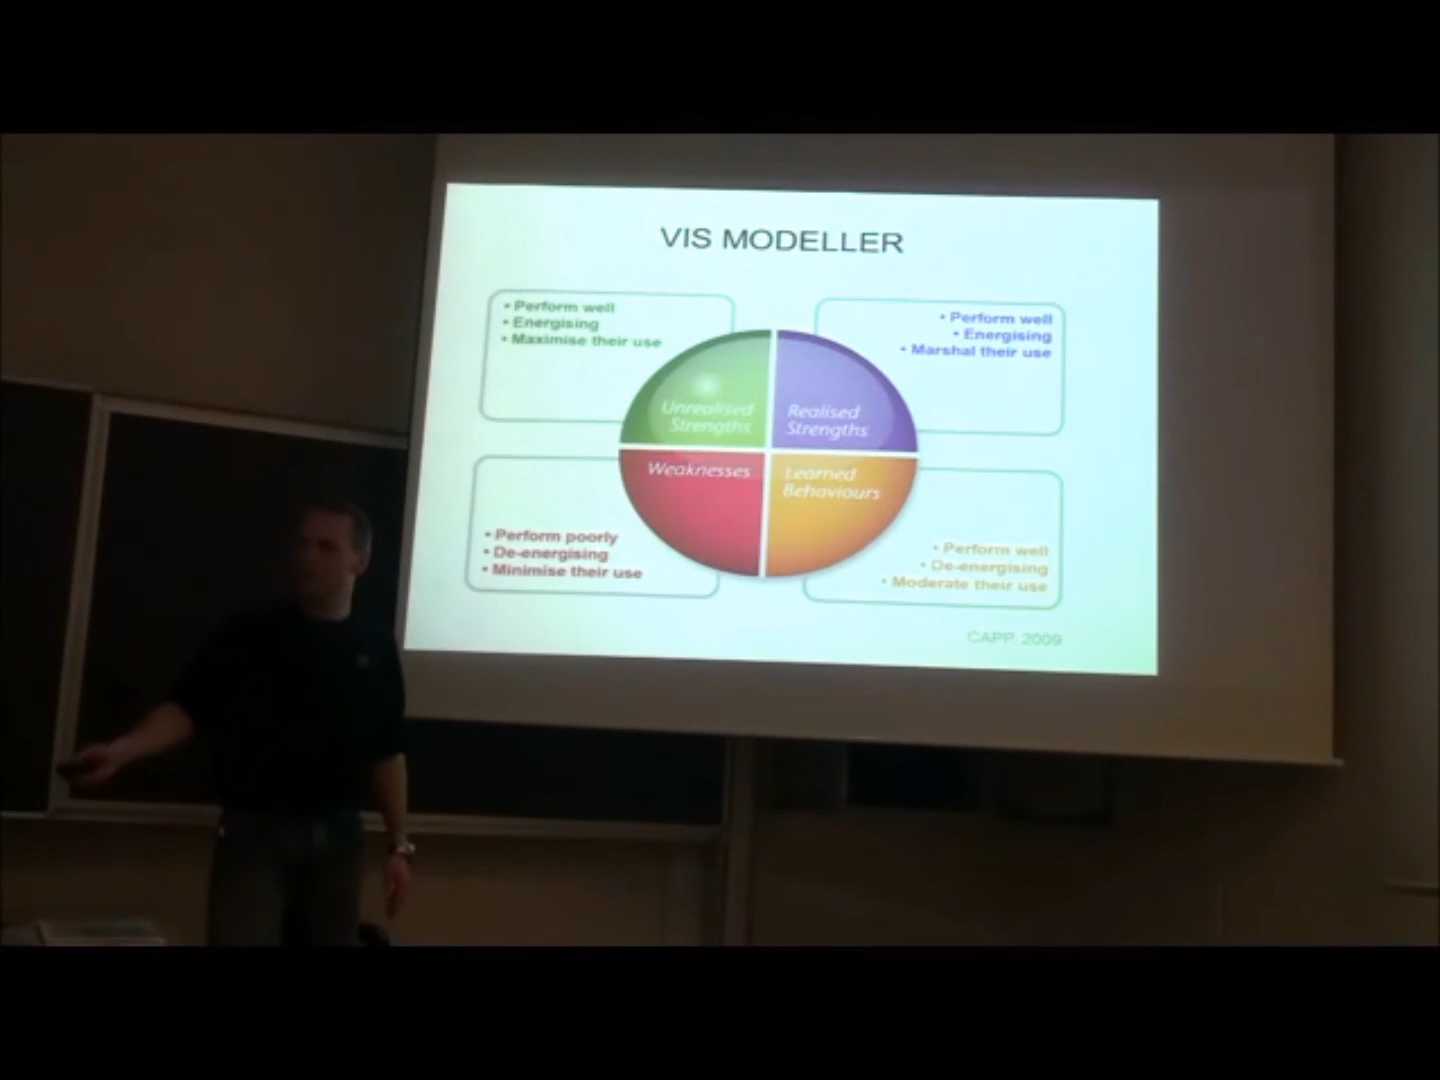 VIS MODELLER
• Perform well
• Energising
• Maximise their use
• Perform well
• Energising
• Marshal their use
Unrealised
Strengths
Realised
Strengths
Weaknesses
Learned
Behaviours
• Perform poorly
• De-energising
• Minimise their use
• Perform well
• De-energising
• Moderate their use
CAPP. 2009